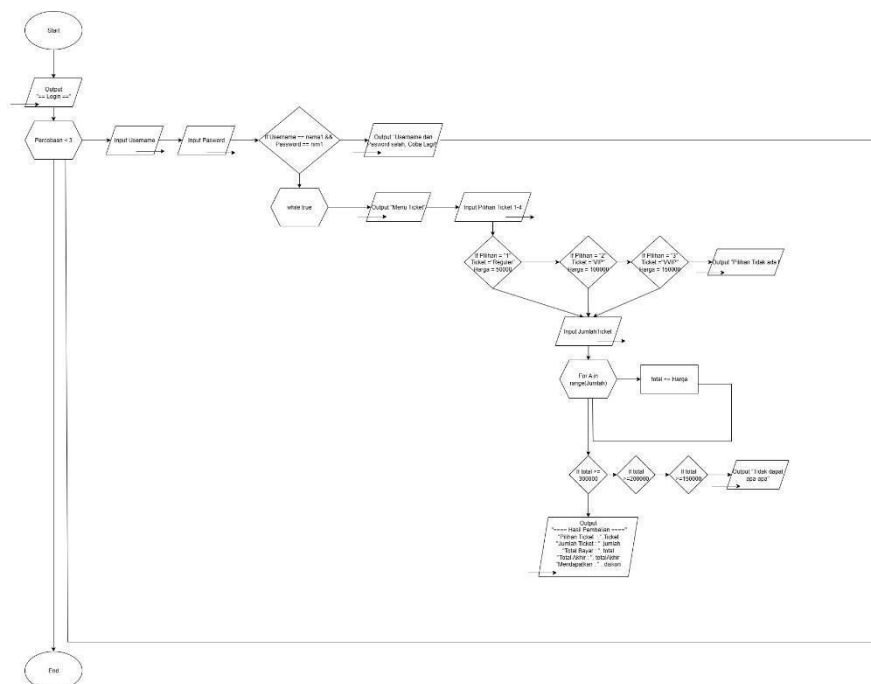 Start
Output
"== Login =="
Percobaan < 3
Input Username
Input Pasword
If Username == nama1 &&
Password == nim1
Output "Username dan
Pasword salah, Coba Lagi!
while true
Output "Menu Ticket"
Input Pilihan Ticket 1-4
If Pilihan = "1"
Ticket = "Reguler"
Harga = 50000
If Pilihan = "2"
Ticket = "VIP"
Harga = 100000
If Pilihan = "3"
Ticket = "VVIP"
Harga = 150000
Output "Pilihan Tidak ada
Input JumlahTicket
For A in
range(Jumlah)
total += Harga
If total >=
300000
If total
>=200000
If total
>=150000
Output "Tidak dapat
apa apa"
Output
"==== Hasil Pembelian ===="
"Pilihan Ticket : " Ticket
"Jumlah Ticket : " jumlah
"Total Bayar : " total
"Total Akhir : " totalAkhir
"Mendapatkan : " diskon
End